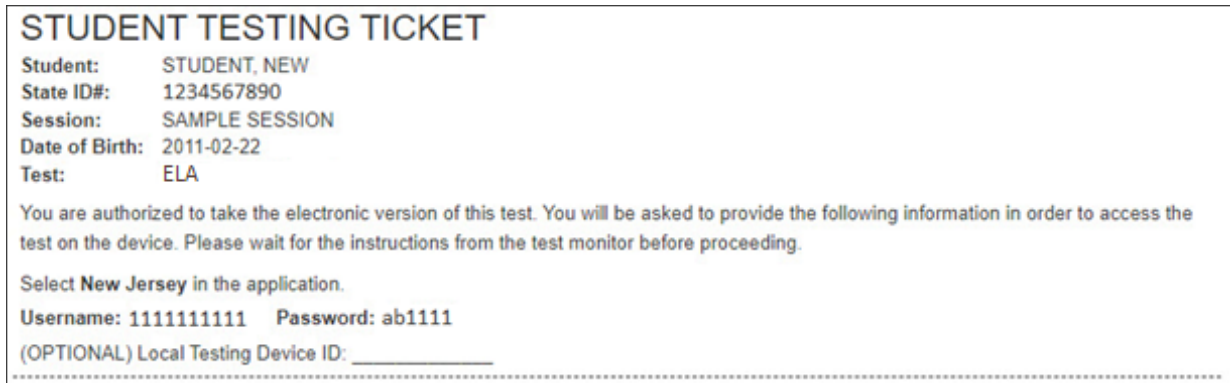 STUDENT TESTING TICKET
Student: STUDENT, NEW
State ID#: 1234567890
Session: SAMPLE SESSION
Date of Birth: 2011-02-22
Test: ELA
You are authorized to take the electronic version of this test. You will be asked to provide the following information in order to access the
test on the device. Please wait for the instructions from the test monitor before proceeding.
Select New Jersey in the application.
Username: 1111111111 Password: ab1111
(OPTIONAL) Local Testing Device ID: _____________